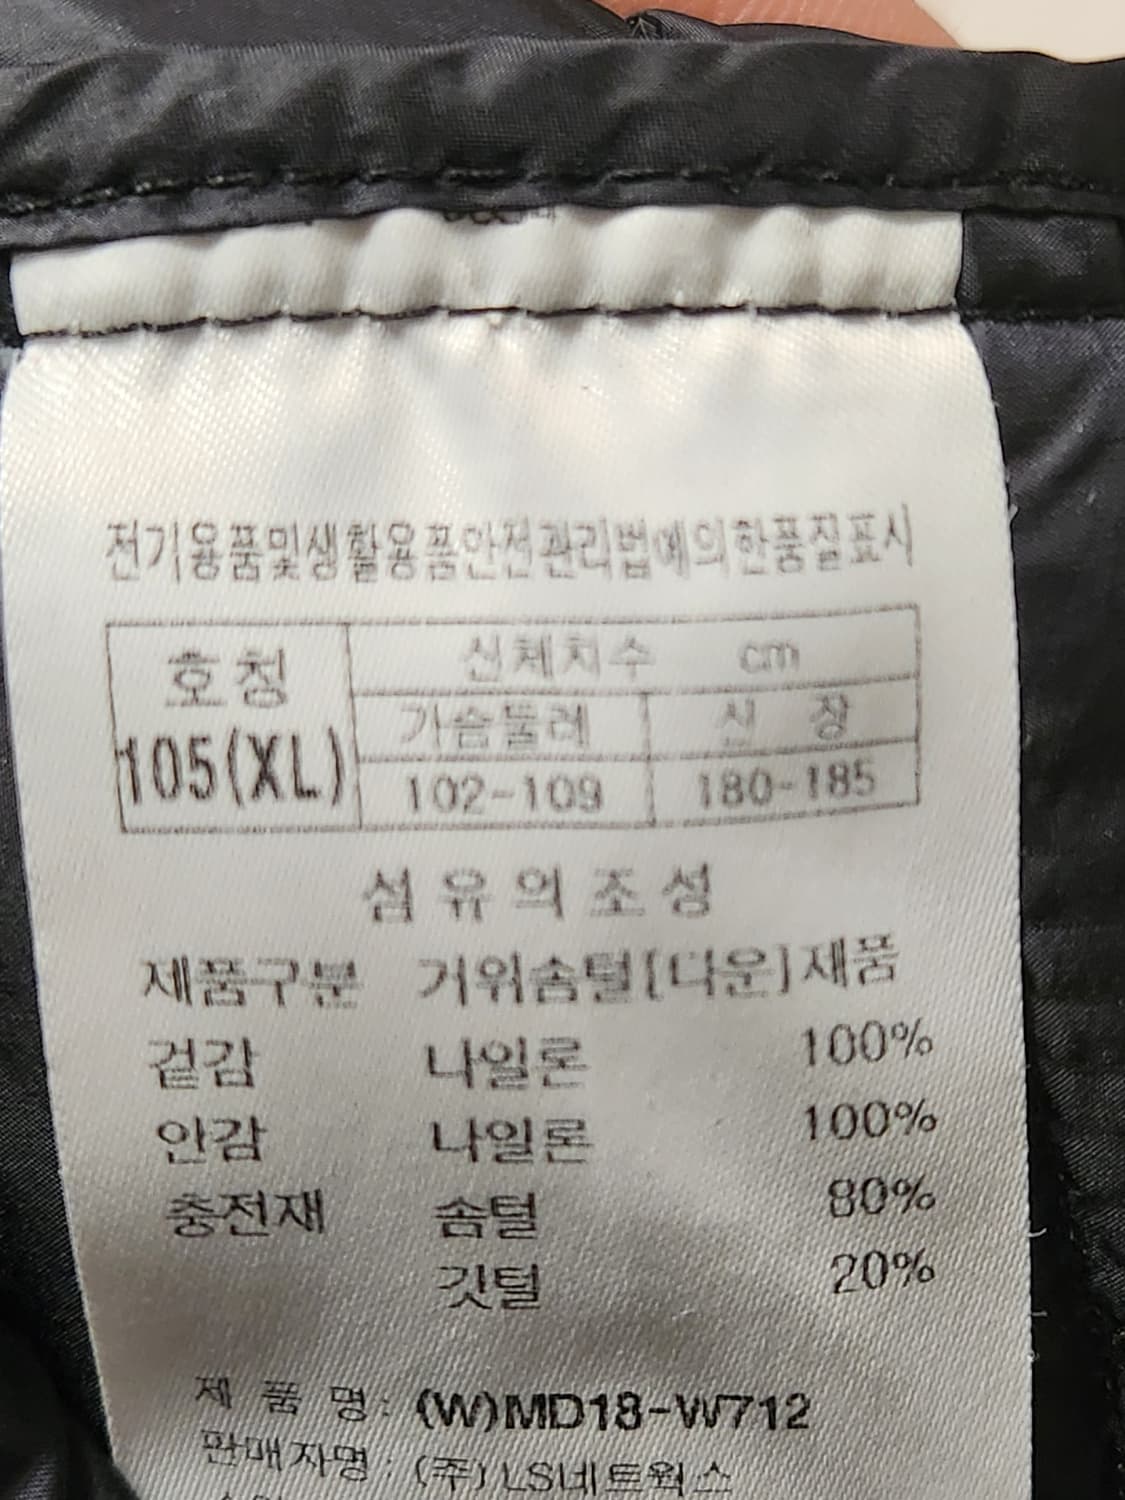 전기용품및생활용품안전관리법에의한품질표시
호칭 신체치수 cm
가슴둘레 신 장
105(XL) 102-109 180-185
섬유의조성
제품구분 거위솜털[다운]제품
겉감 나일론 100%
안감 나일론 100%
충전재 솜털 80%
깃털 20%
제 품 명: (W)MD18-W712
판매자명: (주)LS네트웍스